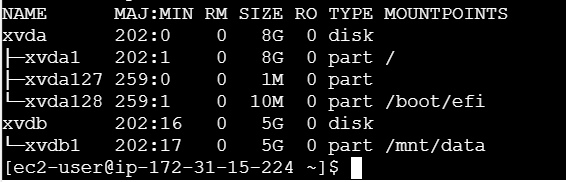 NAME MAJ:MIN RM SIZE RO TYPE MOUNTPOINTS
xvda 202:0 0 8G 0 disk
├─xvda1 202:1 0 8G 0 part /
├─xvda127 259:0 0 1M 0 part
└─xvda128 259:1 0 10M 0 part /boot/efi
xvdb 202:16 0 5G 0 disk
└─xvdb1 202:17 0 5G 0 part /mnt/data
[ec2-user@ip-172-31-15-224 ~]$